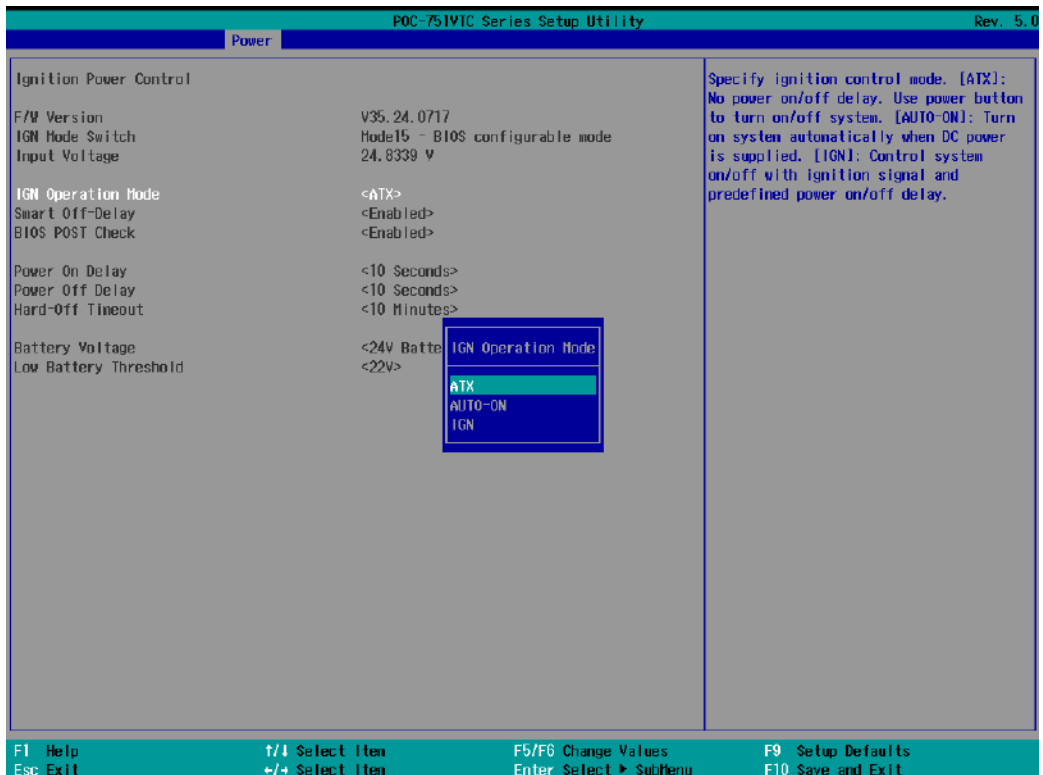 POC-751VTC Series Setup Utility Rev. 5.0
Power
Ignition Power Control
F/W Version V35.24.0717
IGN Mode Switch Mode15 - BIOS configurable mode
Input Voltage 24.8339 V
IGN Operation Mode <ATX>
Smart Off-Delay <Enabled>
BIOS POST Check <Enabled>
Power On Delay <10 Seconds>
Power Off Delay <10 Seconds>
Hard-Off Timeout <10 Minutes>
Battery Voltage <24V Batte
Low Battery Threshold <22V>
IGN Operation Mode
ATX
AUTO-ON
IGN
Specify ignition control mode. [ATX]:
No power on/off delay. Use power button
to turn on/off system. [AUTO-ON]: Turn
on system automatically when DC power
is supplied. [IGN]: Control system
on/off with ignition signal and
predefined power on/off delay.
F1 Help ↑/↓ Select Item F5/F6 Change Values F9 Setup Defaults
Esc Exit ←/→ Select Item Enter Select ▶ SubMenu F10 Save and Exit